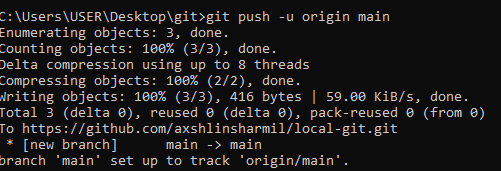 C:\Users\USER\Desktop\git>git push -u origin main
Enumerating objects: 3, done.
Counting objects: 100% (3/3), done.
Delta compression using up to 8 threads
Compressing objects: 100% (2/2), done.
Writing objects: 100% (3/3), 416 bytes | 59.00 KiB/s, done.
Total 3 (delta 0), reused 0 (delta 0), pack-reused 0 (from 0)
To https://github.com/axshlinsharmil/local-git.git
 * [new branch]      main -> main
branch 'main' set up to track 'origin/main'.